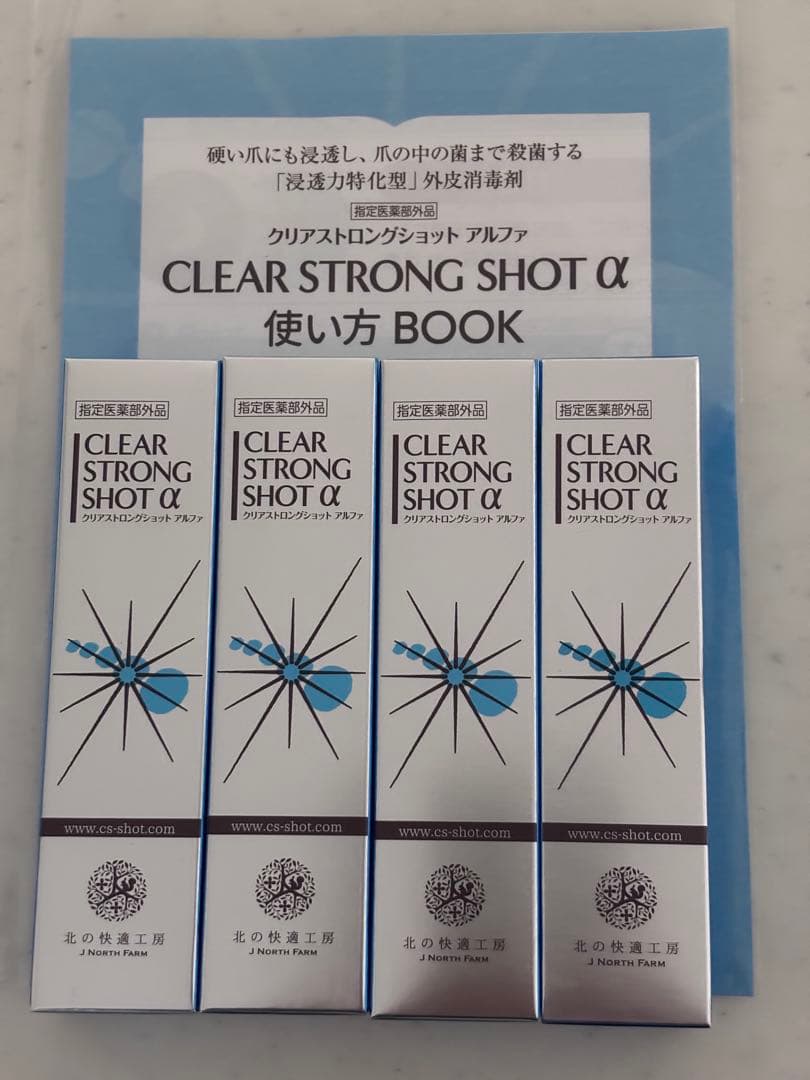 硬い爪にも浸透し、爪の中の菌まで殺菌する
「浸透力特化型」外皮消毒剤
指定医薬部外品
クリアストロングショット アルファ
CLEAR STRONG SHOT α
使い方 BOOK
指定医薬部外品
CLEAR
STRONG
SHOT α
クリアストロングショット アルファ
www.cs-shot.com
北の快適工房
J NORTH FARM
指定医薬部外品
CLEAR
STRONG
SHOT α
クリアストロングショット アルファ
www.cs-shot.com
北の快適工房
J NORTH FARM
指定医薬部外品
CLEAR
STRONG
SHOT α
クリアストロングショット アルファ
www.cs-shot.com
北の快適工房
J NORTH FARM
指定医薬部外品
CLEAR
STRONG
SHOT α
クリアストロングショット アルファ
www.cs-shot.com
北の快適工房
J NORTH FARM